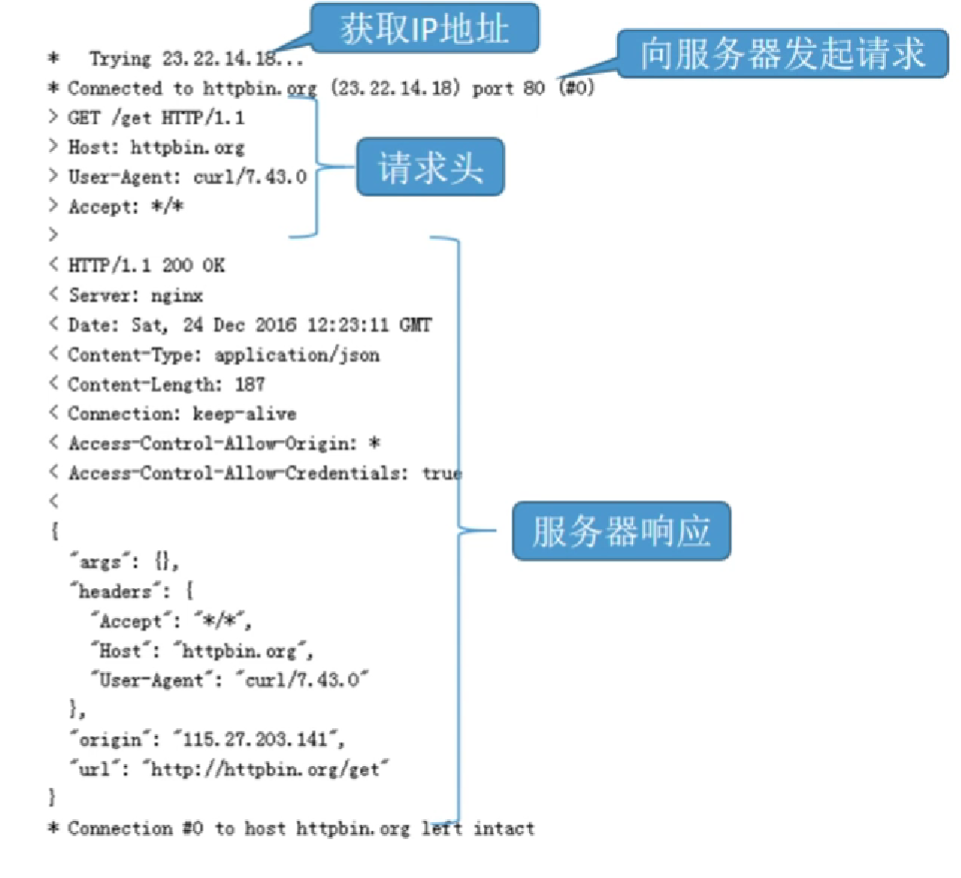 获取IP地址
* Trying 23.22.14.18...
向服务器发起请求
* Connected to httpbin.org (23.22.14.18) port 80 (#0)
> GET /get HTTP/1.1
> Host: httpbin.org
请求头
> User-Agent: curl/7.43.0
> Accept: */*
>
< HTTP/1.1 200 OK
< Server: nginx
< Date: Sat, 24 Dec 2016 12:23:11 GMT
< Content-Type: application/json
< Content-Length: 187
< Connection: keep-alive
< Access-Control-Allow-Origin: *
< Access-Control-Allow-Credentials: true
<
服务器响应
{
"args": {},
"headers": {
"Accept": "*/*",
"Host": "httpbin.org",
"User-Agent": "curl/7.43.0"
},
"origin": "115.27.203.141",
"url": "http://httpbin.org/get"
}
* Connection #0 to host httpbin.org left intact